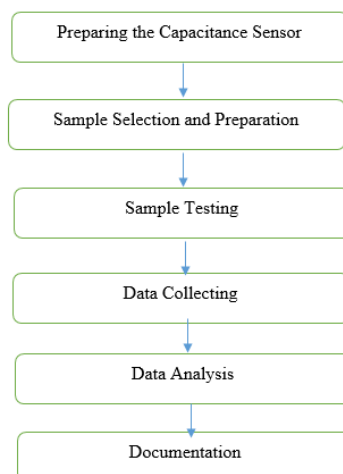 Preparing the Capacitance Sensor
Sample Selection and Preparation
Sample Testing
Data Collecting
Data Analysis
Documentation